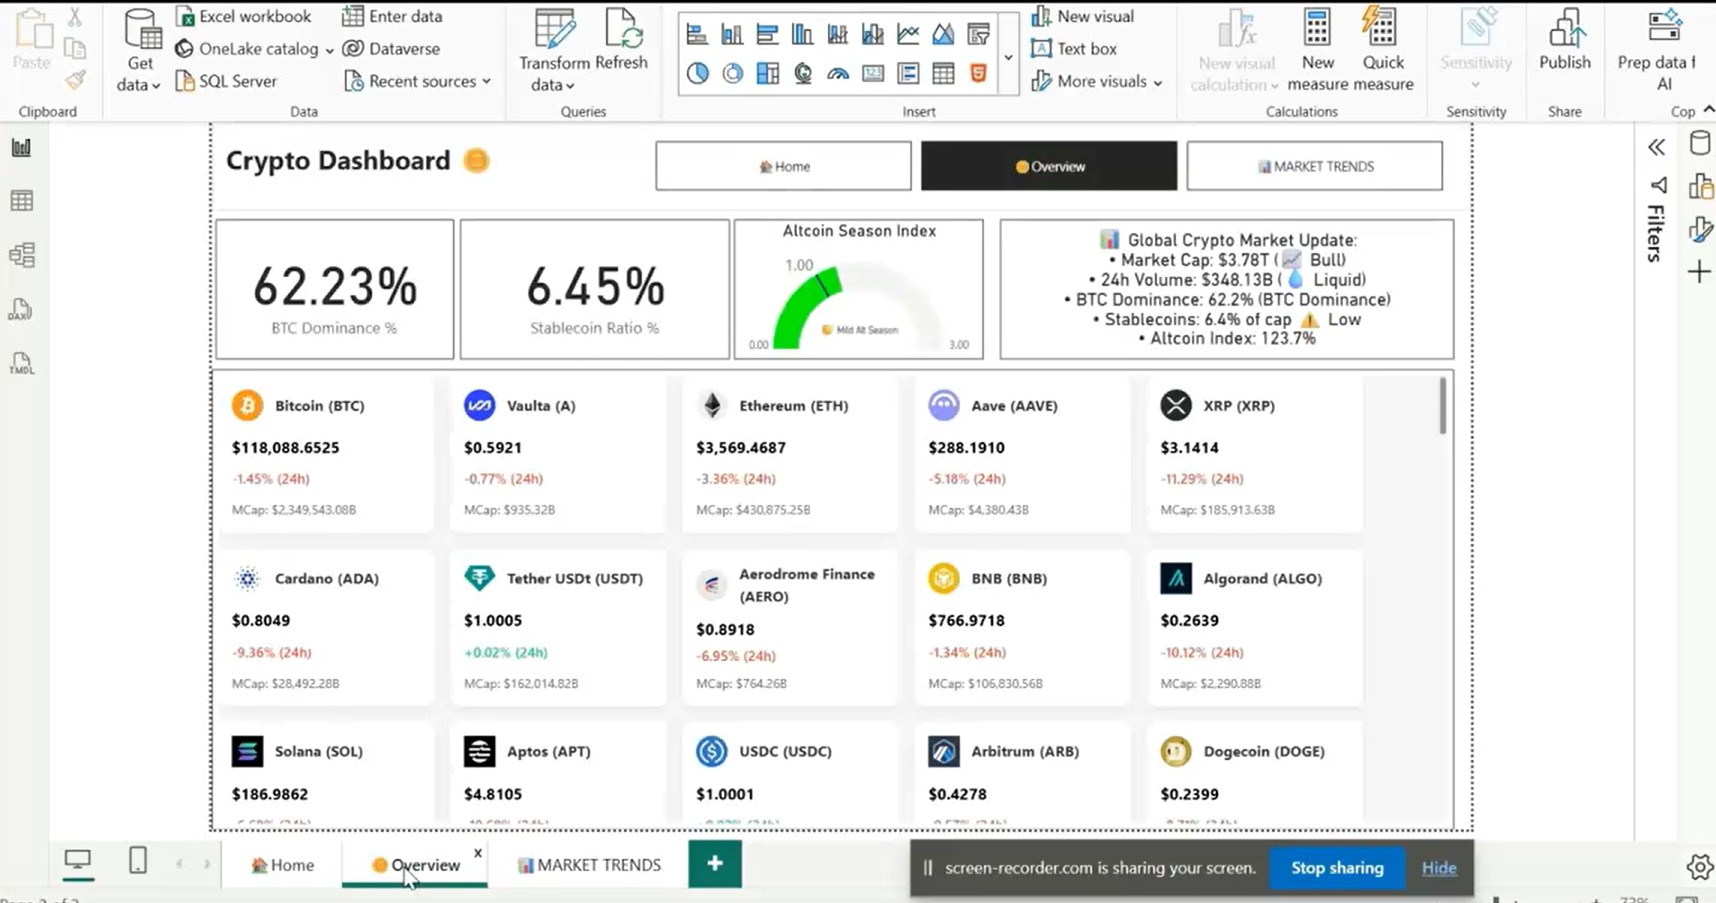 Paste
Clipboard
Get data
Excel workbook
OneLake catalog
SQL Server
Enter data
Dataverse
Recent sources
Data
Transform data
Refresh
Queries
Insert
New visual
Text box
More visuals
New visual calculation
New measure
Quick measure
Calculations
Sensitivity
Sensitivity
Publish
Share
Prep data f
AI
Cop
DAX
TMDL
Filters
Crypto Dashboard
Home
Overview
MARKET TRENDS
62.23%
BTC Dominance %
6.45%
Stablecoin Ratio %
Altcoin Season Index
1.00
Mild Alt Season
0.00
3.00
Global Crypto Market Update:
• Market Cap: $3.78T ( Bull)
• 24h Volume: $348.13B ( Liquid)
• BTC Dominance: 62.2% (BTC Dominance)
• Stablecoins: 6.4% of cap ⚠️ Low
• Altcoin Index: 123.7%
Bitcoin (BTC)
$118,088.6525
-1.45% (24h)
MCap: $2,349,543.08B
Vaulta (A)
$0.5921
-0.77% (24h)
MCap: $935.32B
Ethereum (ETH)
$3,569.4687
-3.36% (24h)
MCap: $430,875.25B
Aave (AAVE)
$288.1910
-5.18% (24h)
MCap: $4,380.43B
XRP (XRP)
$3.1414
-11.29% (24h)
MCap: $185,913.63B
Cardano (ADA)
$0.8049
-9.36% (24h)
MCap: $28,492.28B
Tether USDt (USDT)
$1.0005
+0.02% (24h)
MCap: $162,014.82B
Aerodrome Finance
(AERO)
$0.8918
-6.95% (24h)
MCap: $764.26B
BNB (BNB)
$766.9718
-1.34% (24h)
MCap: $106,830.56B
Algorand (ALGO)
$0.2639
-10.12% (24h)
MCap: $2,290.88B
Solana (SOL)
$186.9862
Aptos (APT)
$4.8105
USDC (USDC)
$1.0001
Arbitrum (ARB)
$0.4278
Dogecoin (DOGE)
$0.2399
Home
Overview
x
MARKET TRENDS
+
screen-recorder.com is sharing your screen.
Stop sharing
Hide